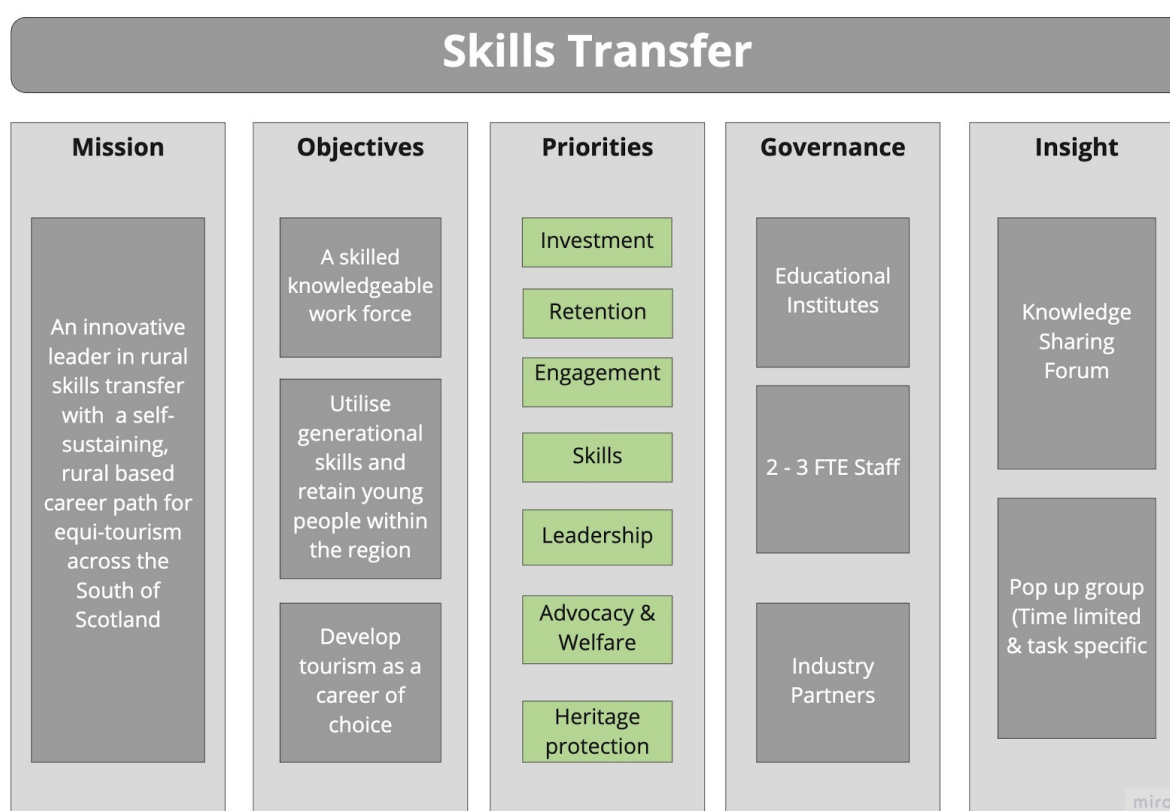 Skills Transfer
Mission
An innovative
leader in rural
skills transfer
with a self-
sustaining,
rural based
career path for
equi-tourism
across the
South of
Scotland
Objectives
A skilled
knowledgeable
work force
Utilise
generational
skills and
retain young
people within
the region
Develop
tourism as a
career of
choice
Priorities
Investment
Retention
Engagement
Skills
Leadership
Advocacy &
Welfare
Heritage
protection
Governance
Educational
Institutes
2 - 3 FTE Staff
Industry
Partners
Insight
Knowledge
Sharing
Forum
Pop up group
(Time limited
& task specific